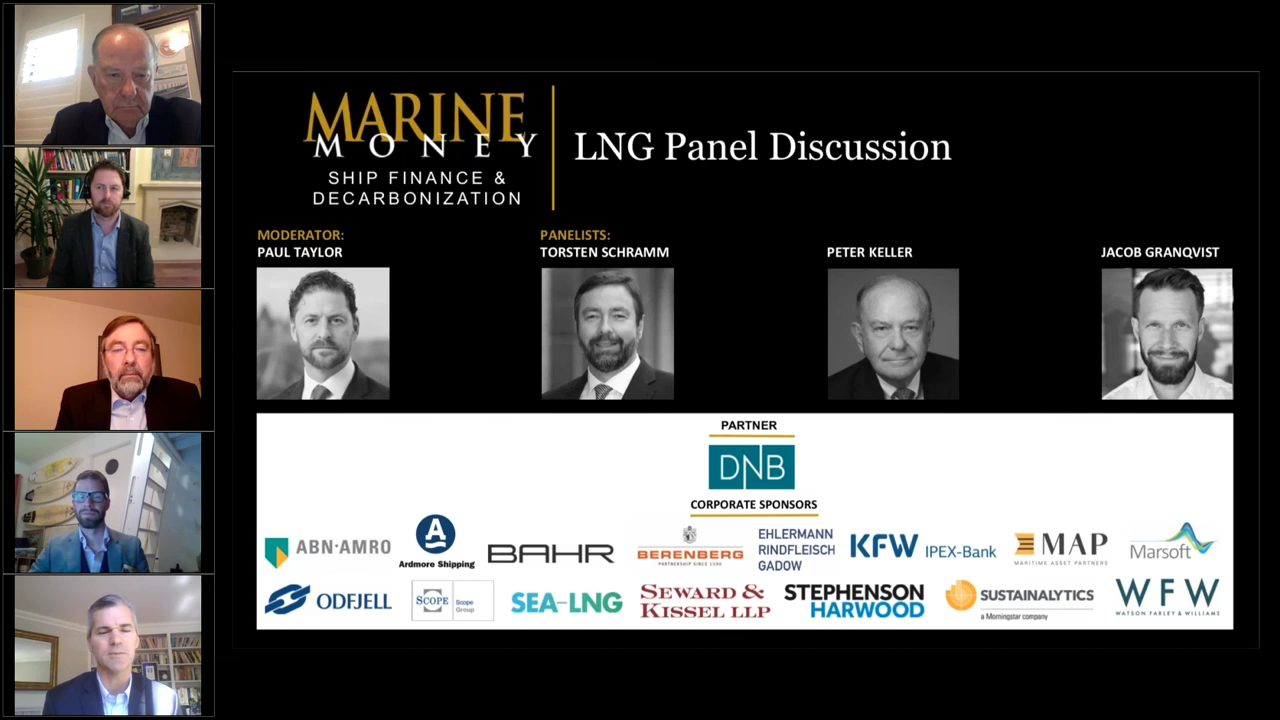 MARINE
MONEY
SHIP FINANCE &
DECARBONIZATION
LNG Panel Discussion
MODERATOR:
PAUL TAYLOR
PANELISTS:
TORSTEN SCHRAMM
PETER KELLER
JACOB GRANQVIST
PARTNER
DNB
CORPORATE SPONSORS
ABN·AMRO
A
Ardmore Shipping
BAHR
BERENBERG
PARTNERSHIP SINCE 1590
EHLERMANN
RINDFLEISCH
GADOW
KFW IPEX-Bank
MAP
MARITIME ASSET PARTNERS
Marsoft
ODFJELL
SCOPE Scope
Group
SEA-LNG
SEWARD &
KISSEL LLP
STEPHENSON
HARWOOD
SUSTAINALYTICS
a Morningstar company
WFW
WATSON FARLEY & WILLIAMS